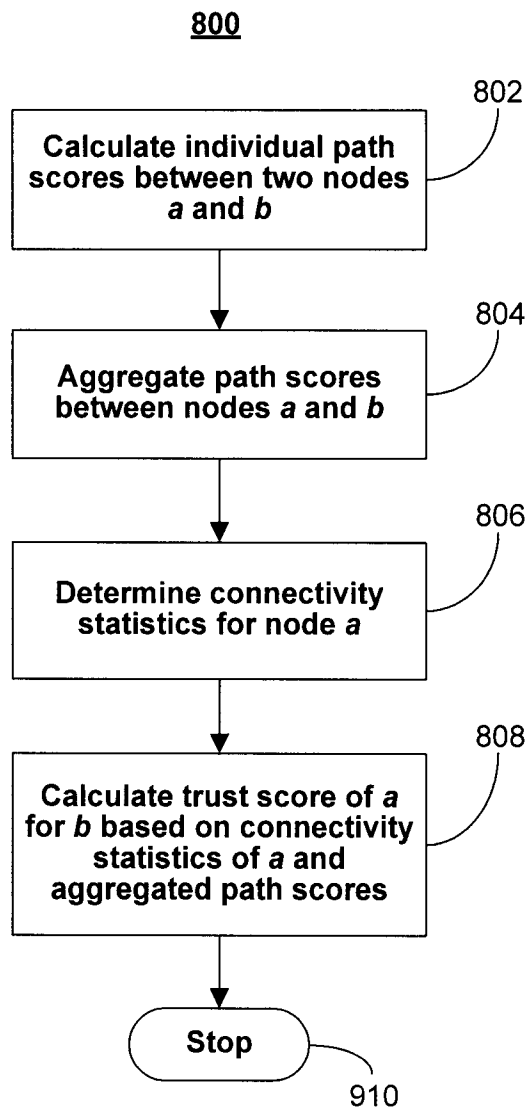 800
802
Calculate individual path
scores between two nodes
a and b
804
Aggregate path scores
between nodes a and b
806
Determine connectivity
statistics for node a
808
Calculate trust score of a
for b based on connectivity
statistics of a and
aggregated path scores
Stop
910